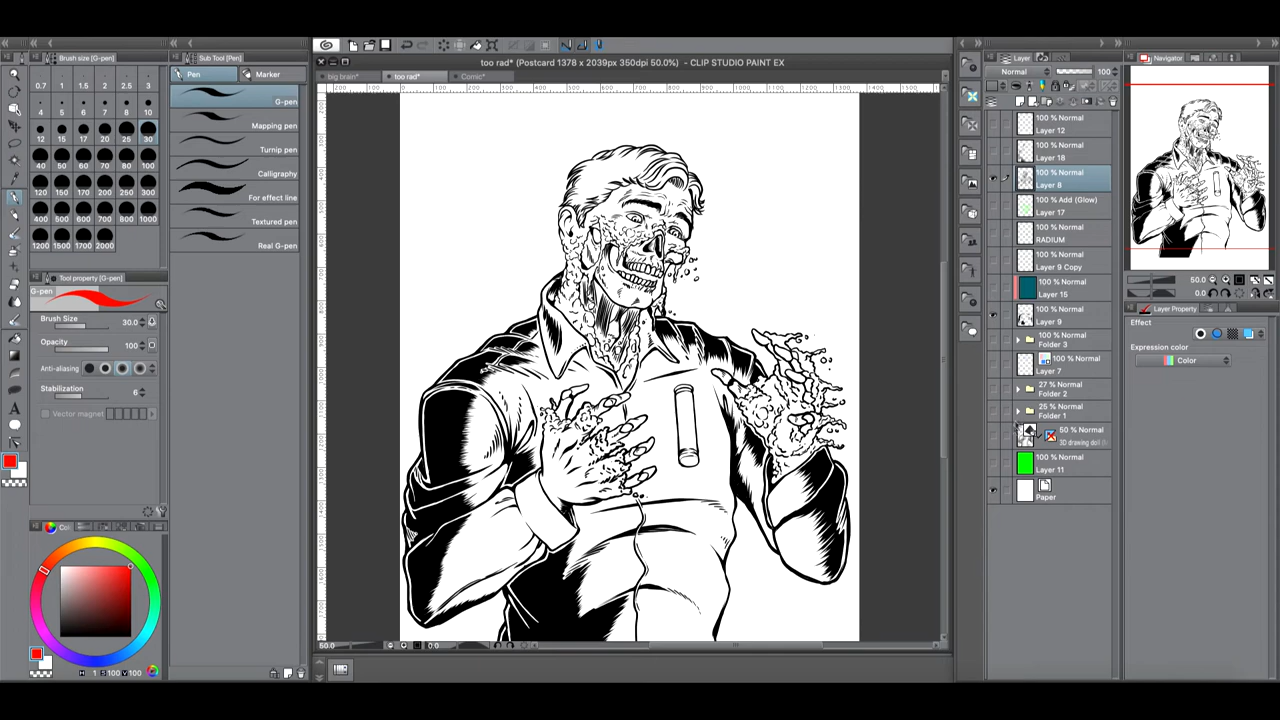 Brush size [G-pen]
Sub Tool [Pen]
too rad* (Postcard 1378 x 2039px 350dpi 50.0%) - CLIP STUDIO PAINT EX
Layer
Navigator
big brain*
too rad*
Comic*
Pen
Marker
Normal
100
0.7
1
1.5
2
2.5
3
4
5
6
7
8
10
12
15
17
20
25
30
40
50
60
70
80
100
120
150
170
200
250
300
400
500
600
700
800
1000
1200
1500
1700
2000
G-pen
Mapping pen
Turnip pen
Calligraphy
For effect line
Textured pen
Real G-pen
100 % Normal
Layer 12
100 % Normal
Layer 18
100 % Normal
Layer 8
100 % Add (Glow)
Layer 17
100 % Normal
RADIUM
100 % Normal
Layer 9 Copy
100 % Normal
Layer 15
100 % Normal
Layer 9
100 % Normal
Folder 3
100 % Normal
Layer 7
27 % Normal
Folder 2
25 % Normal
Folder 1
50 % Normal
3D drawing doll
100 % Normal
Layer 11
Paper
Tool property [G-pen]
G-pen
Brush Size
30.0
Opacity
100
Anti-aliasing
Stabilization
6
Vector magnet
50.0
0.0
Layer Property
Effect
Expression color
Color
H 1 S 100 V 100
50.0
0.0